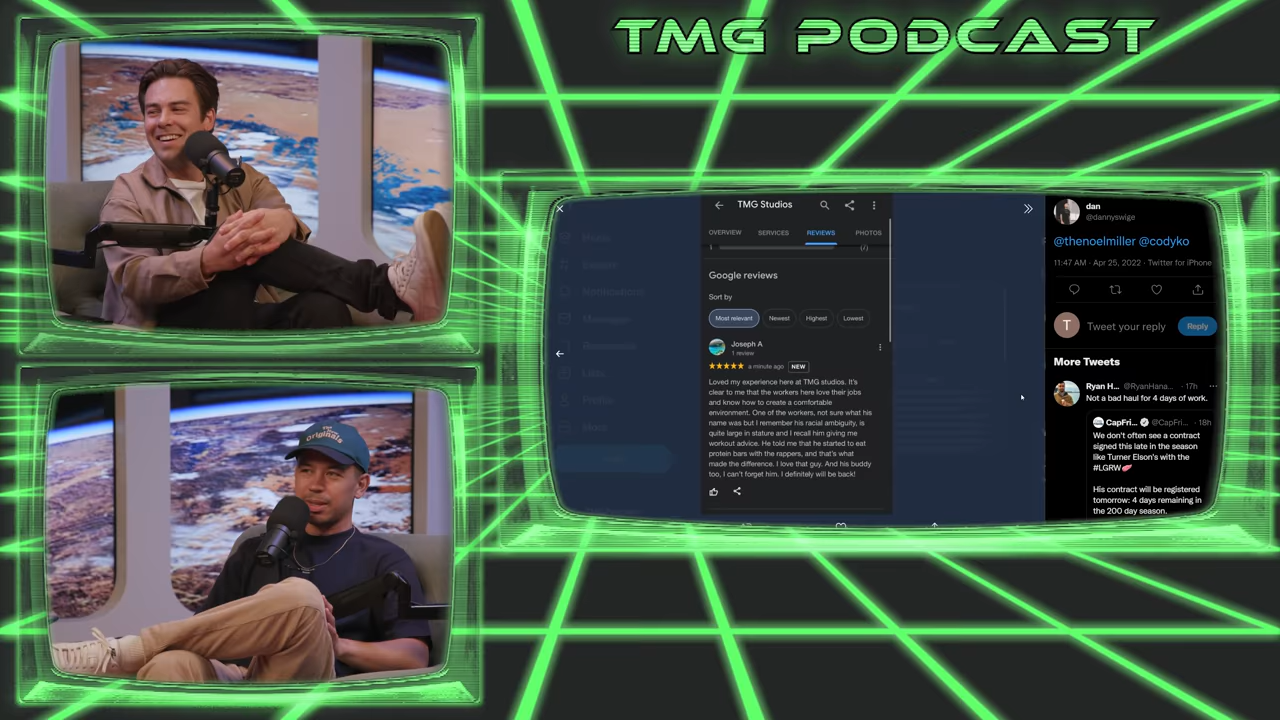 TMG PODCAST
The
Originals
TMG Studios
OVERVIEW SERVICES REVIEWS PHOTOS
Google reviews
Sort by
Most relevant Newest Highest Lowest
Joseph A
1 review
a minute ago NEW
Loved my experience here at TMG studios. It's
clear to me that the workers here love their jobs
and know how to create a comfortable
environment. One of the workers, not sure what his
name was but I remember his racial ambiguity, is
quite large in stature and I recall him giving me
workout advice. He told me that he started to eat
protein bars with the rappers, and that's what
made the difference. I love that guy. And his buddy
too, I can't forget him. I definitely will be back!
dan
@dannyswige
@thenoelmiller @codyko
11:47 AM · Apr 25, 2022 · Twitter for iPhone
T Tweet your reply Reply
More Tweets
Ryan H... @RyanHana... · 17h ···
Not a bad haul for 4 days of work.
CapFri... @CapFri... · 18h
We don't often see a contract
signed this late in the season
like Turner Elson's with the
#LGRW
His contract will be registered
tomorrow: 4 days remaining in
the 200 day season.